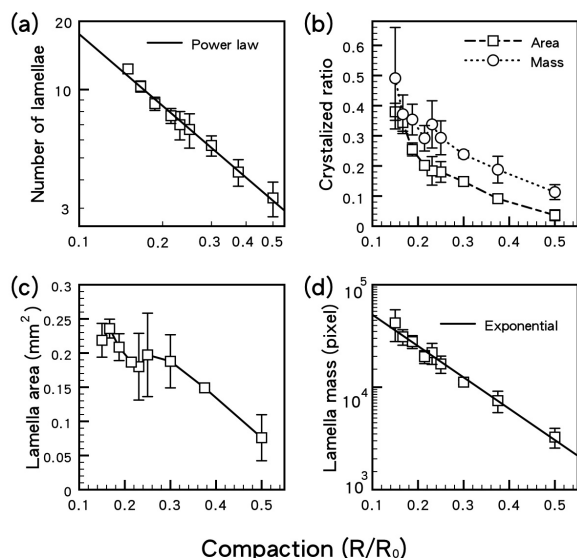 (a)
20
10
3
Number of lamellae
Power law
0.1 0.2 0.3 0.4 0.5
(b)
0.6
0.5
0.4
0.3
0.2
0.1
0
Crystalized ratio
Area
Mass
0.1 0.2 0.3 0.4 0.5
(c)
0.3
0.25
0.2
0.15
0.1
0.05
0
Lamella area (mm²)
0.1 0.2 0.3 0.4 0.5
(d)
10⁵
10⁴
10³
Lamella mass (pixel)
Exponential
0.1 0.2 0.3 0.4 0.5
Compaction (R/R₀)